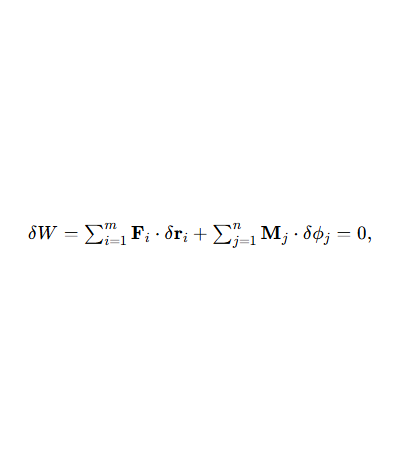 δW = ∑_{i=1}^{m} 𝐅_i · δ𝐫_i + ∑_{j=1}^{n} 𝐌_j · δϕ_j = 0,